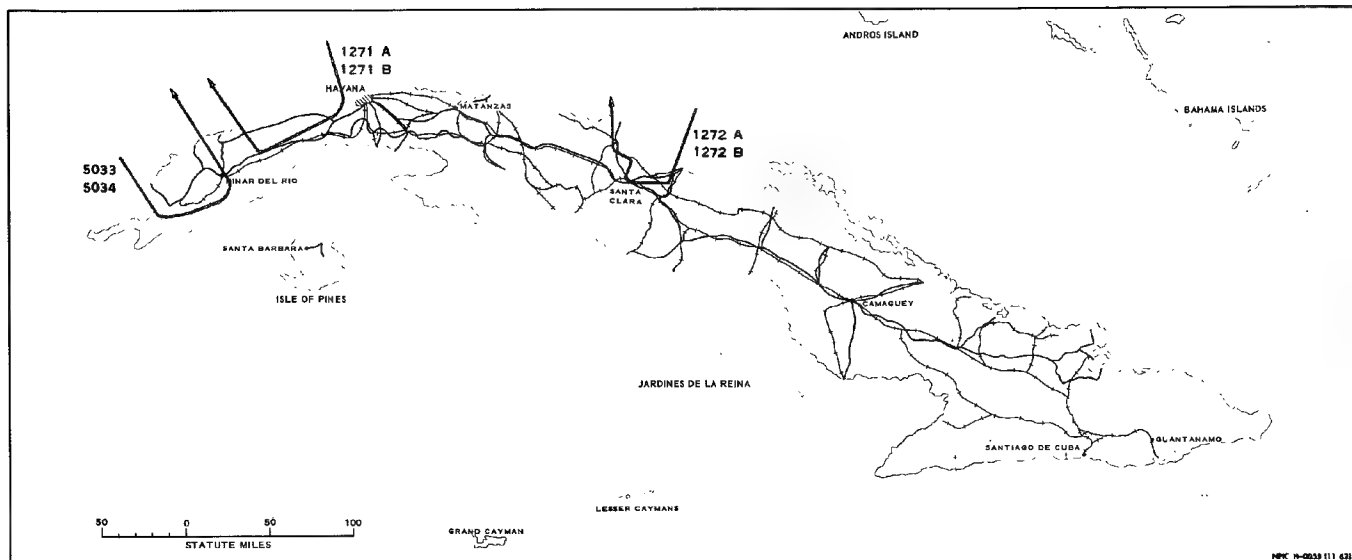 ANDROS ISLAND
1271 A
1271 B
HAVANA
MATANZAS
BAHAMA ISLANDS
1272 A
1272 B
5033
5034
PINAR DEL RIO
SANTA
CLARA
SANTA BARBARA
ISLE OF PINES
CAMAGUEY
JARDINES DE LA REINA
GUANTANAMO
SANTIAGO DE CUBA
LESSER CAYMANS
50 0 50 100
STATUTE MILES
GRAND CAYMAN